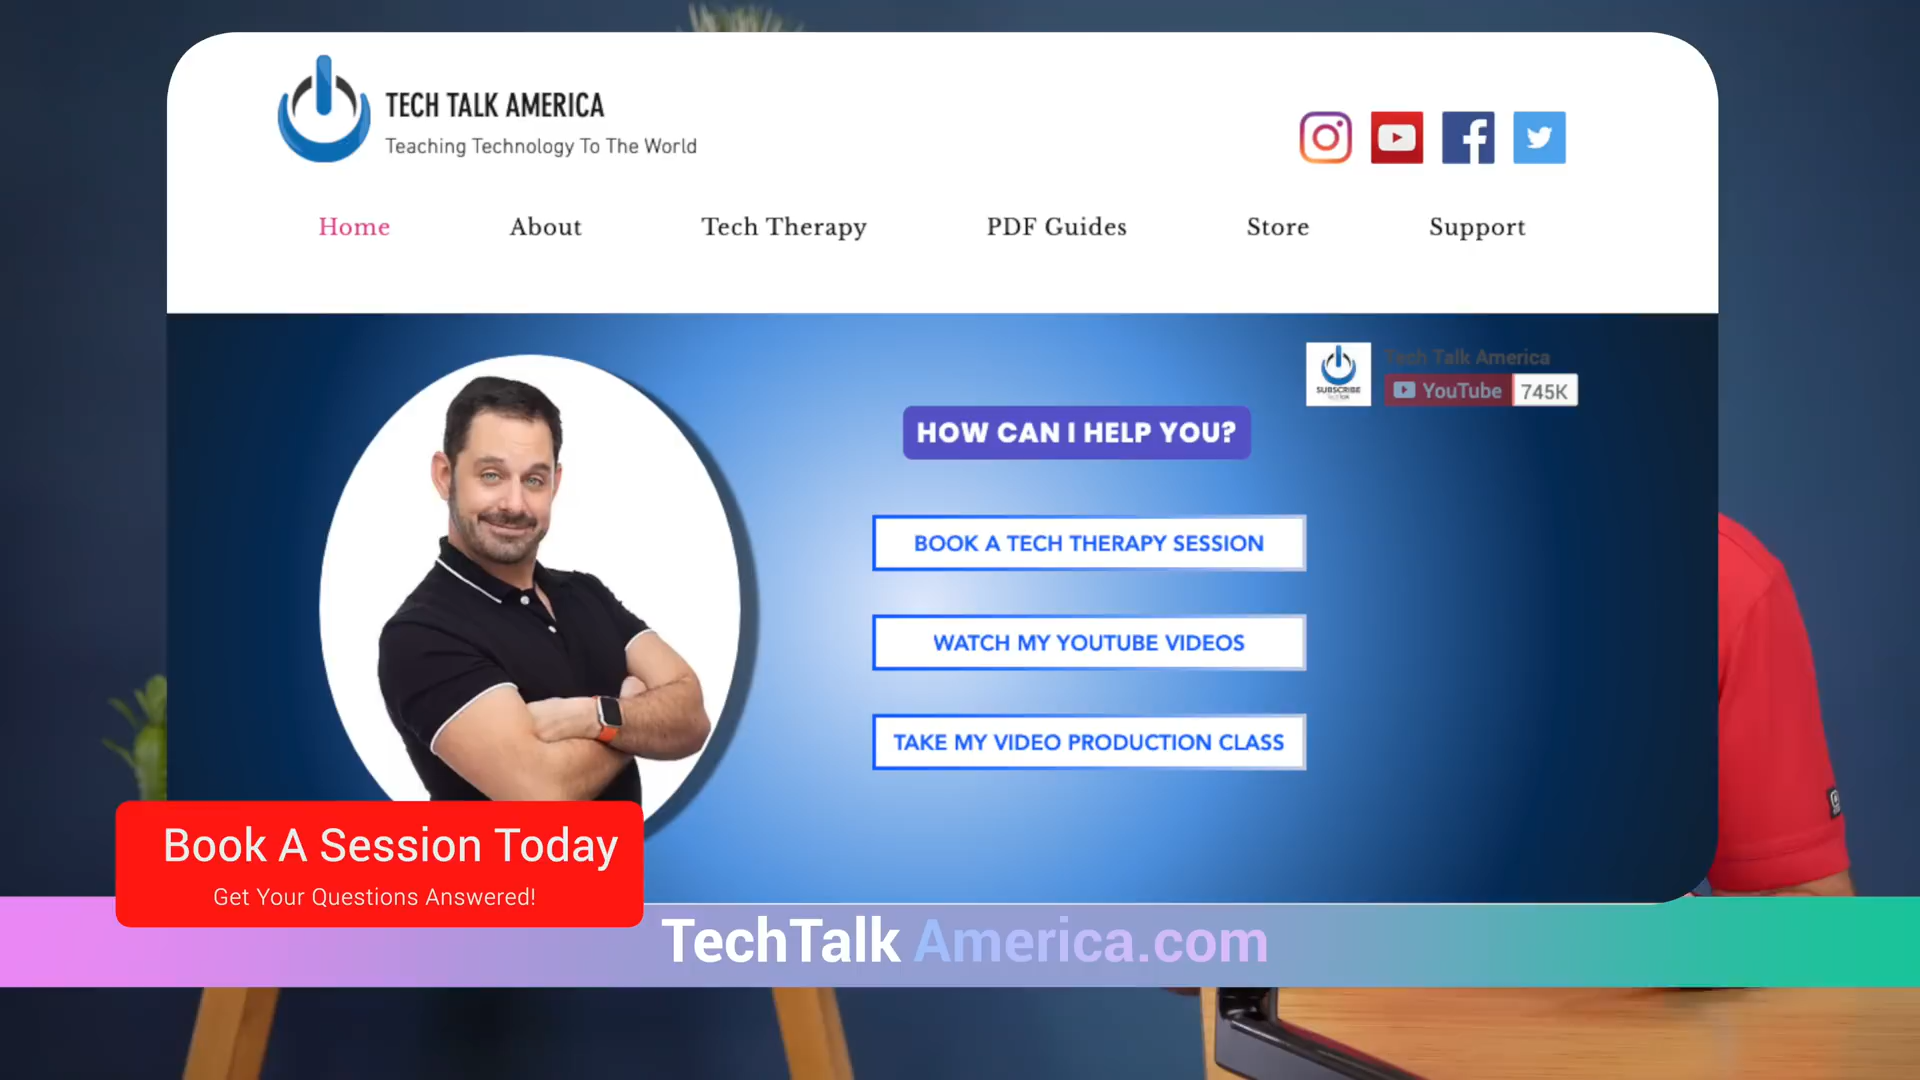 TECH TALK AMERICA
Teaching Technology To The World
Home About Tech Therapy PDF Guides Store Support
Tech Talk America
SUBSCRIBE
YouTube 745K
HOW CAN I HELP YOU?
BOOK A TECH THERAPY SESSION
WATCH MY YOUTUBE VIDEOS
TAKE MY VIDEO PRODUCTION CLASS
Book A Session Today
Get Your Questions Answered!
TechTalk America.com